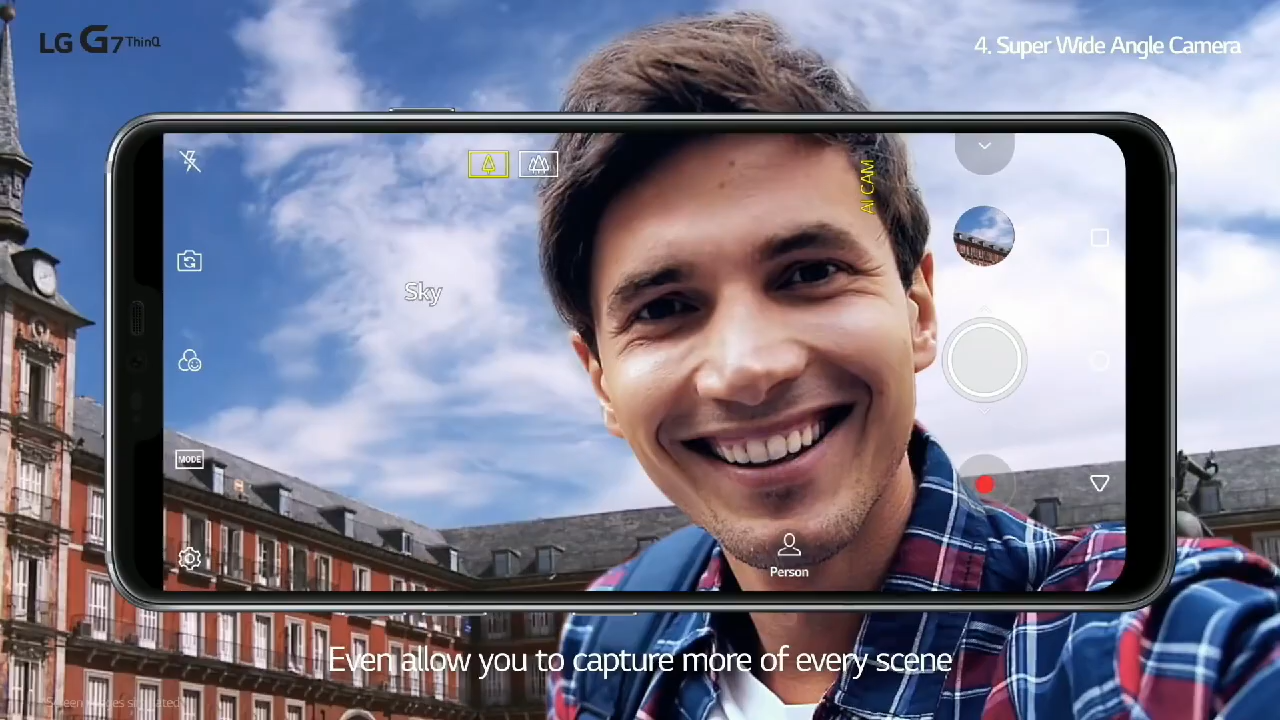 LG G7 ThinQ
4. Super Wide Angle Camera
AI CAM
Sky
MODE
Person
Even allow you to capture more of every scene